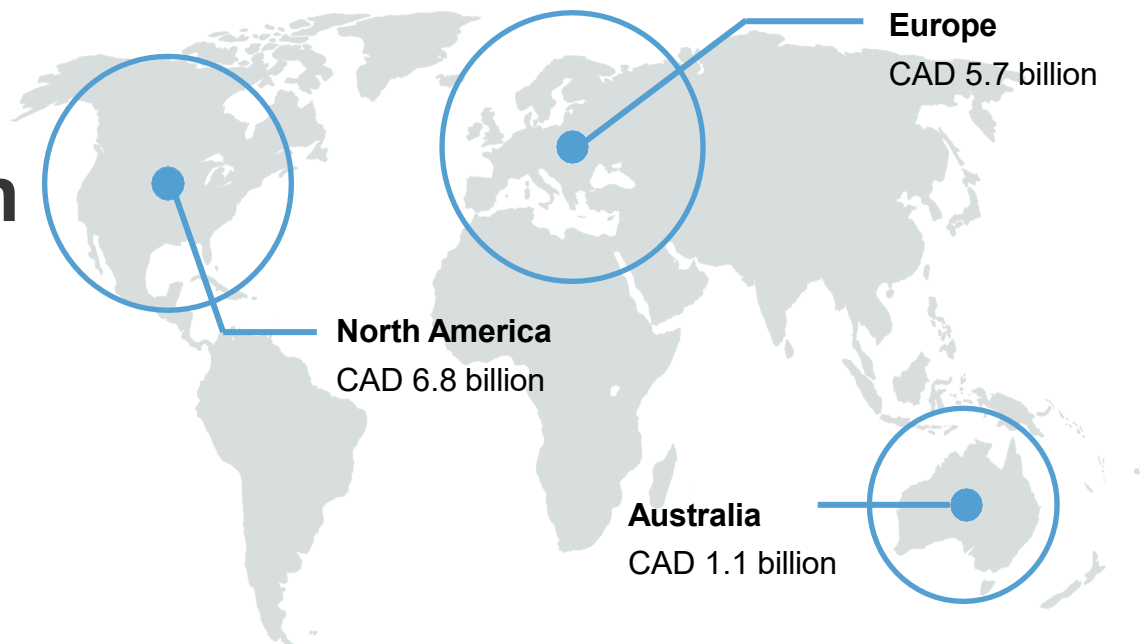 Europe
CAD 5.7 billion
North America
CAD 6.8 billion
Australia
CAD 1.1 billion